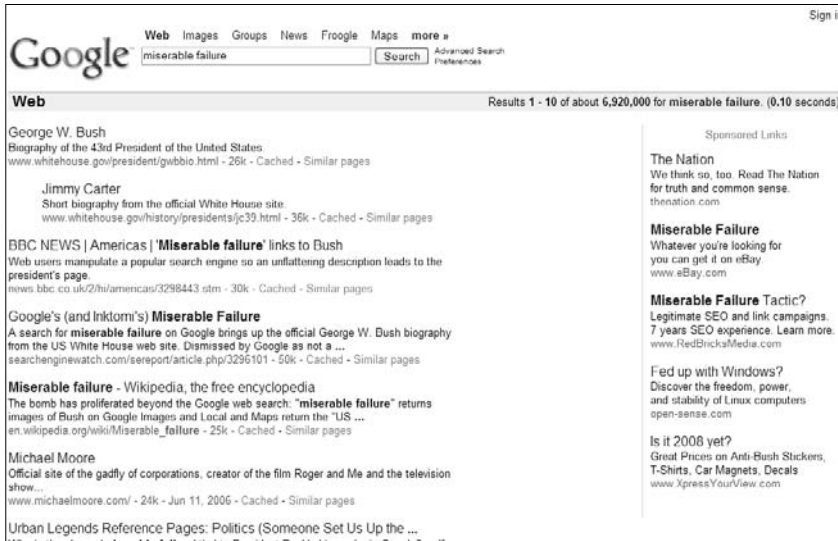 Sign i
Google
Web Images Groups News Froogle Maps more »
miserable failure
Search
Advanced Search
Preferences
Web
Results 1 - 10 of about 6,920,000 for miserable failure. (0.10 seconds)
George W. Bush
Biography of the 43rd President of the United States.
www.whitehouse.gov/president/gwbbio.html - 26k - Cached - Similar pages
Jimmy Carter
Short biography from the official White House site.
www.whitehouse.gov/history/presidents/jc39.html - 36k - Cached - Similar pages
BBC NEWS | Americas | 'Miserable failure' links to Bush
Web users manipulate a popular search engine so an unflattering description leads to the
president's page.
news.bbc.co.uk/2/hi/americas/3298443.stm - 30k - Cached - Similar pages
Google's (and Inktomi's) Miserable Failure
A search for miserable failure on Google brings up the official George W. Bush biography
from the US White House web site. Dismissed by Google as not a ...
searchenginewatch.com/sereport/article.php/3296101 - 50k - Cached - Similar pages
Miserable failure - Wikipedia, the free encyclopedia
The bomb has proliferated beyond the Google web search: "miserable failure" returns
images of Bush on Google Images and Local and Maps return the "US ...
en.wikipedia.org/wiki/Miserable_failure - 25k - Cached - Similar pages
Michael Moore
Official site of the gadfly of corporations, creator of the film Roger and Me and the television
show...
www.michaelmoore.com/ - 24k - Jun 11, 2006 - Cached - Similar pages
Urban Legends Reference Pages: Politics (Someone Set Us Up the ...
Sponsored Links
The Nation
We think so, too. Read The Nation
for truth and common sense.
thenation.com
Miserable Failure
Whatever you're looking for
you can get it on eBay.
www.eBay.com
Miserable Failure Tactic?
Legitimate SEO and link campaigns.
7 years SEO experience. Learn more.
www.RedBricksMedia.com
Fed up with Windows?
Discover the freedom, power,
and stability of Linux computers
open-sense.com
Is it 2008 yet?
Great Prices on Anti-Bush Stickers,
T-Shirts, Car Magnets, Decals
www.XpressYourView.com